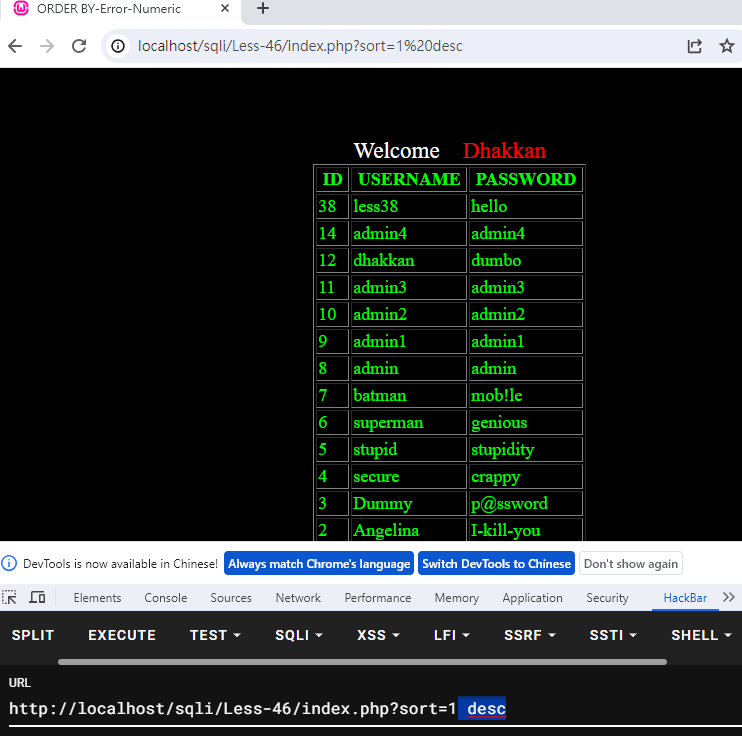 ORDER BY-Error-Numeric
localhost/sqli/Less-46/index.php?sort=1%20desc
Welcome Dhakkan
ID USERNAME PASSWORD
38 less38 hello
14 admin4 admin4
12 dhakkan dumbo
11 admin3 admin3
10 admin2 admin2
9 admin1 admin1
8 admin admin
7 batman mob!le
6 superman genious
5 stupid stupidity
4 secure crappy
3 Dummy p@ssword
2 Angelina I-kill-you
DevTools is now available in Chinese! Always match Chrome's language Switch DevTools to Chinese Don't show again
Elements Console Sources Network Performance Memory Application Security HackBar
SPLIT EXECUTE TEST SQLI XSS LFI SSRF SSTI SHELL
URL
http://localhost/sqli/Less-46/index.php?sort=1 desc